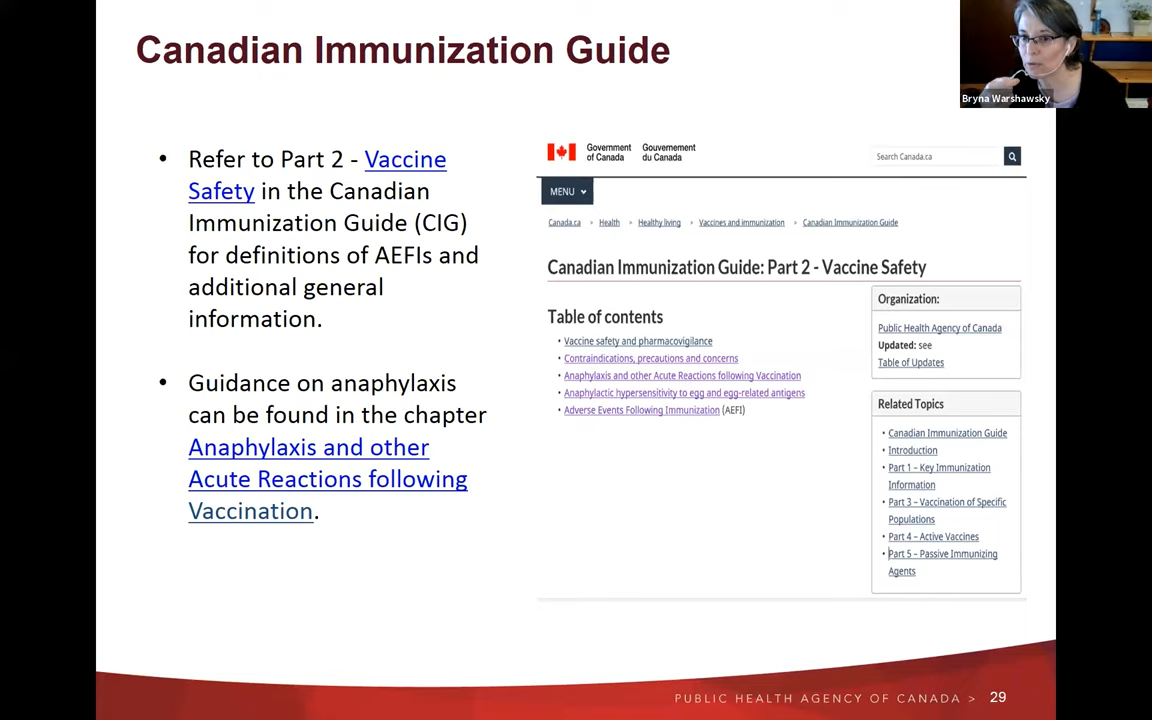 Canadian Immunization Guide
Bryna Warshawsky
• Refer to Part 2 - Vaccine
Safety in the Canadian
Immunization Guide (CIG)
for definitions of AEFIs and
additional general
information.
• Guidance on anaphylaxis
can be found in the chapter
Anaphylaxis and other
Acute Reactions following
Vaccination.
Government
of Canada
Gouvernement
du Canada
Search Canada.ca
MENU
Canada.ca > Health > Healthy living > Vaccines and immunization > Canadian Immunization Guide
Canadian Immunization Guide: Part 2 - Vaccine Safety
Table of contents
• Vaccine safety and pharmacovigilance
• Contraindications, precautions and concerns
• Anaphylaxis and other Acute Reactions following Vaccination
• Anaphylactic hypersensitivity to egg and egg-related antigens
• Adverse Events Following Immunization (AEFI)
Organization:
Public Health Agency of Canada
Updated: see
Table of Updates
Related Topics
• Canadian Immunization Guide
• Introduction
• Part 1 – Key Immunization
Information
• Part 3 – Vaccination of Specific
Populations
• Part 4 – Active Vaccines
• Part 5 – Passive Immunizing
Agents
PUBLIC HEALTH AGENCY OF CANADA > 29